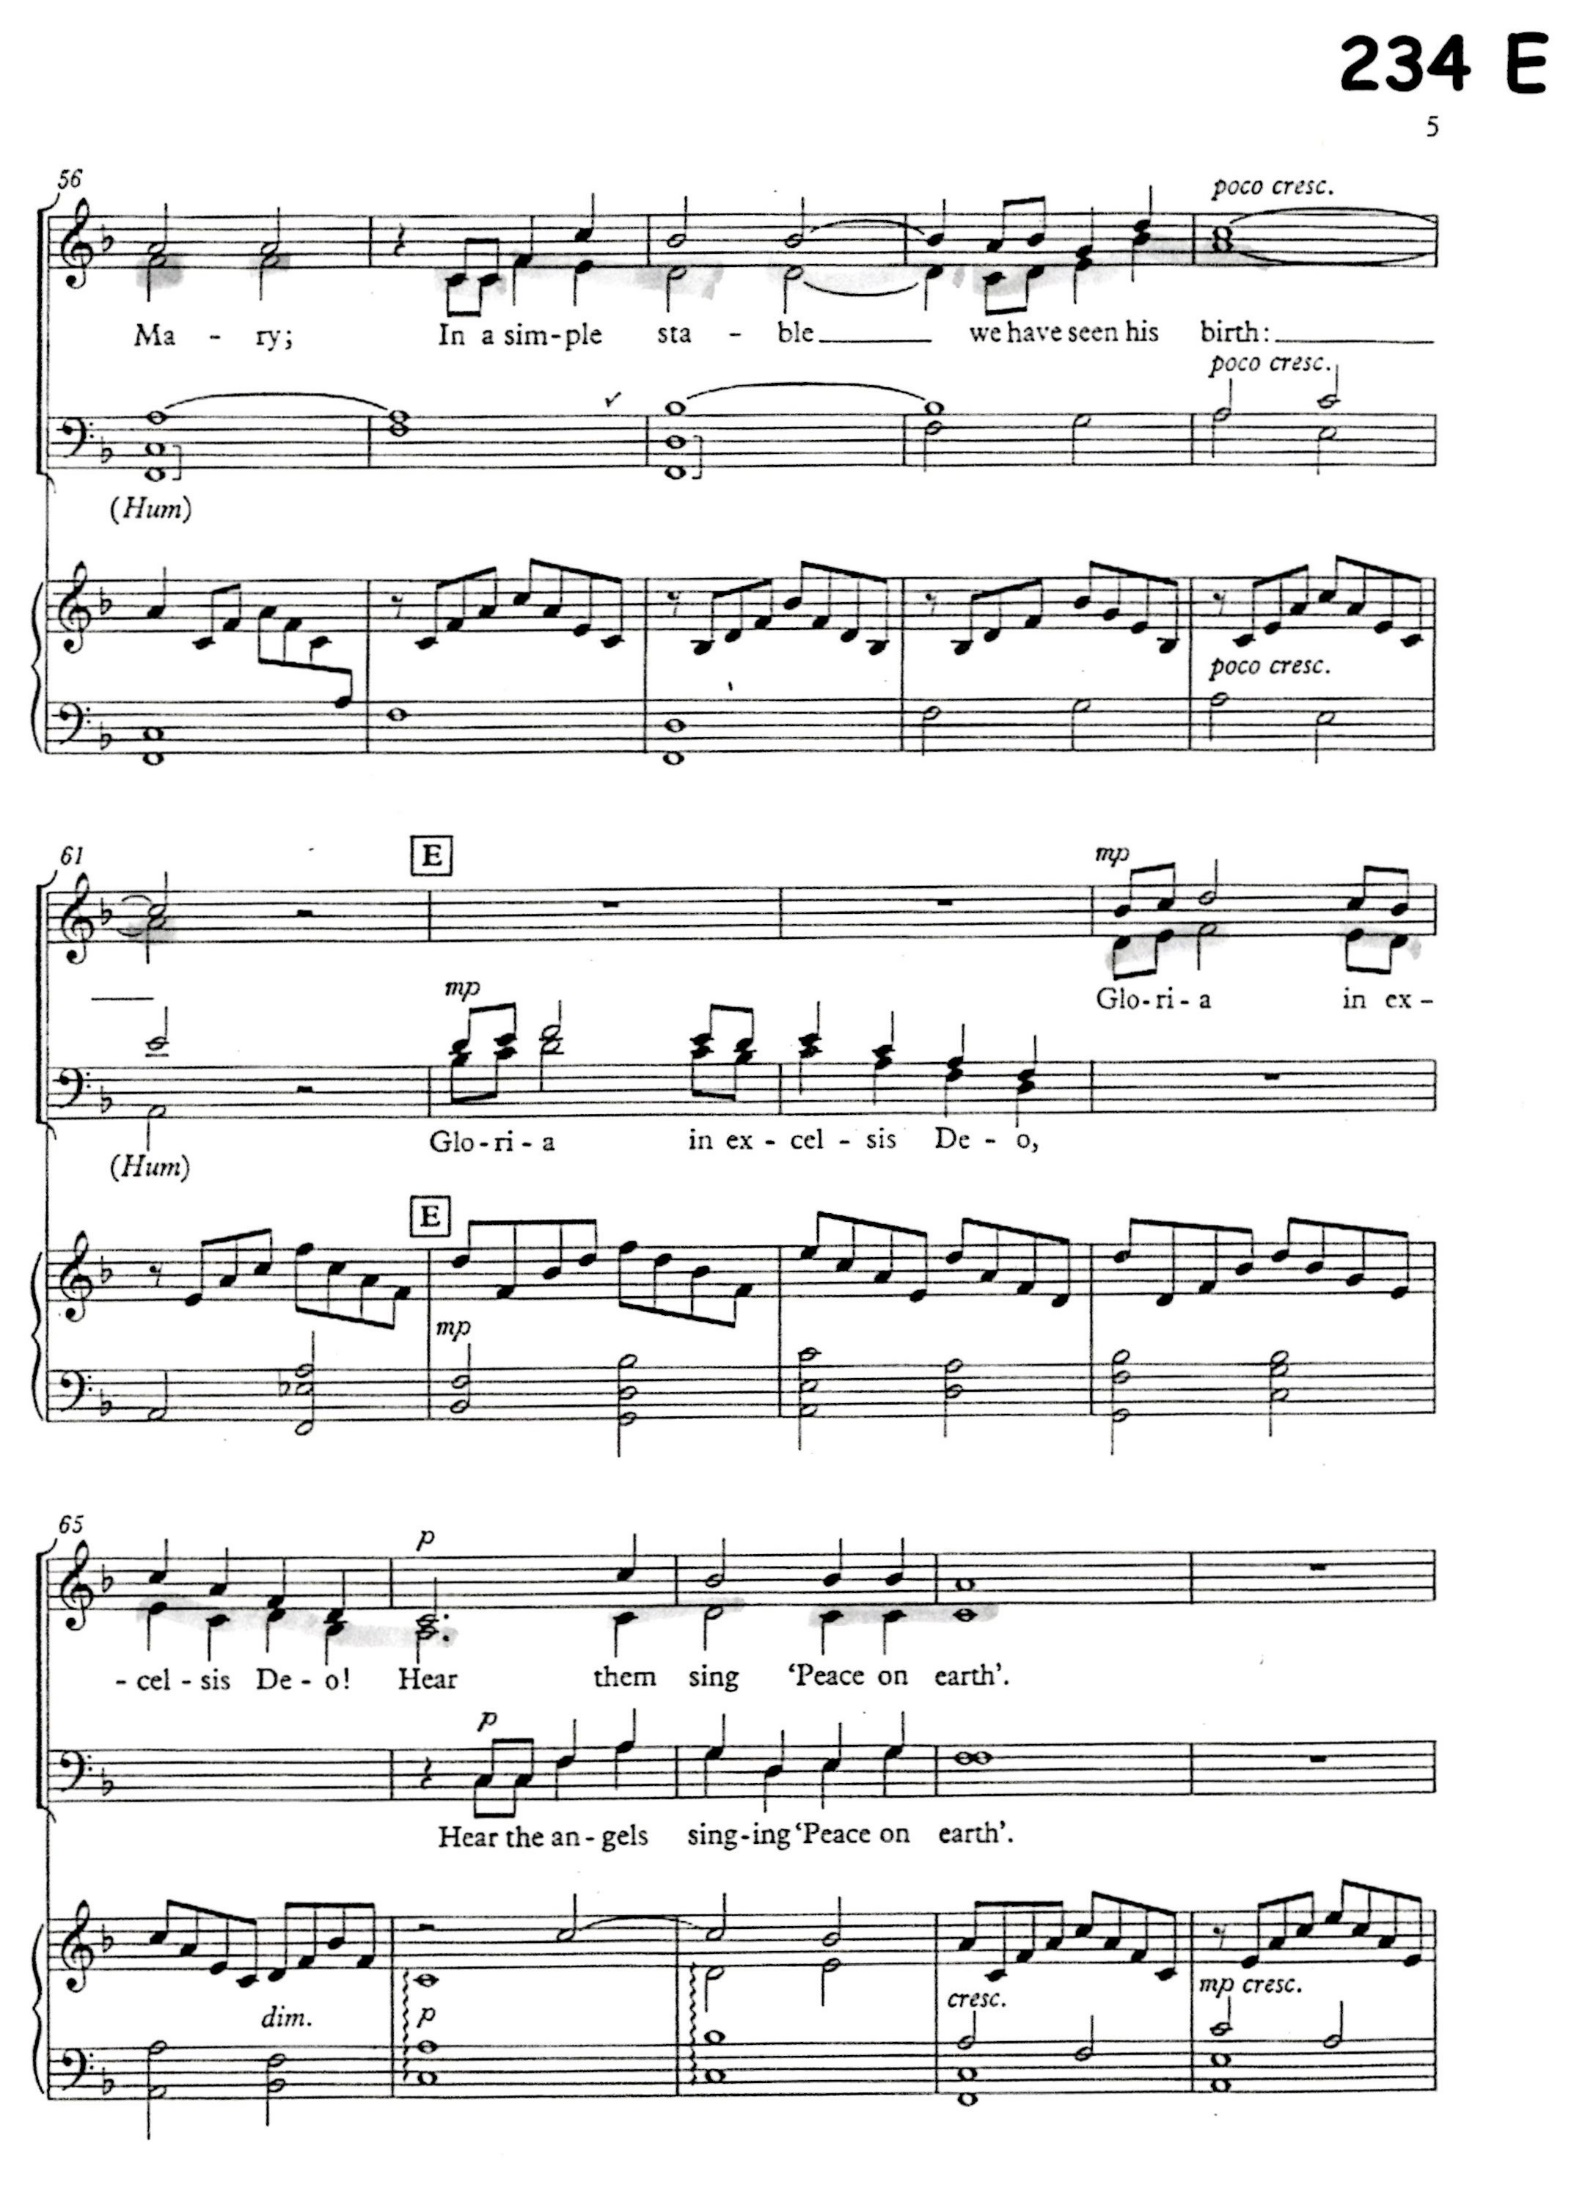 234 E
5
56
poco cresc.
Ma - ry; In a sim-ple sta - ble we have seen his birth:
poco cresc.
(Hum)
poco cresc.
61
E
mp
mp
Glo-ri-a in ex-
Glo-ri-a in ex-cel-sis De-o,
(Hum)
E
mp
65
p
-cel-sis De-o! Hear them sing ‘Peace on earth’.
p
Hear the an-gels sing-ing ‘Peace on earth’.
cresc.
mp cresc.
dim.
p